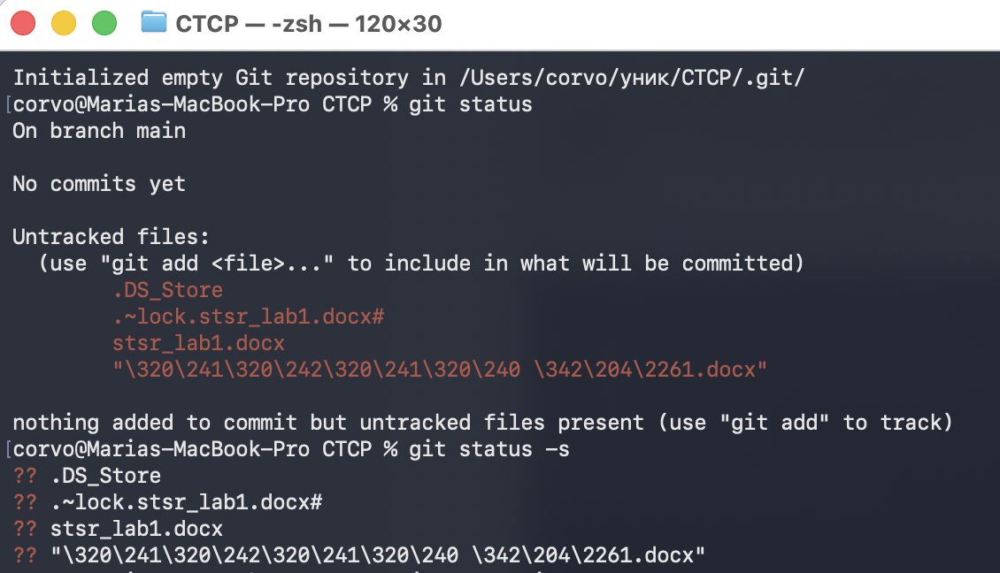 CTCP — -zsh — 120×30
Initialized empty Git repository in /Users/corvo/уник/CTCP/.git/
[corvo@Marias-MacBook-Pro CTCP % git status
On branch main
No commits yet
Untracked files:
(use "git add <file>..." to include in what will be committed)
.DS_Store
.~lock.stsr_lab1.docx#
stsr_lab1.docx
"\320\241\320\242\320\241\320\240 \342\204\2261.docx"
nothing added to commit but untracked files present (use "git add" to track)
[corvo@Marias-MacBook-Pro CTCP % git status -s
?? .DS_Store
?? .~lock.stsr_lab1.docx#
?? stsr_lab1.docx
?? "\320\241\320\242\320\241\320\240 \342\204\2261.docx"